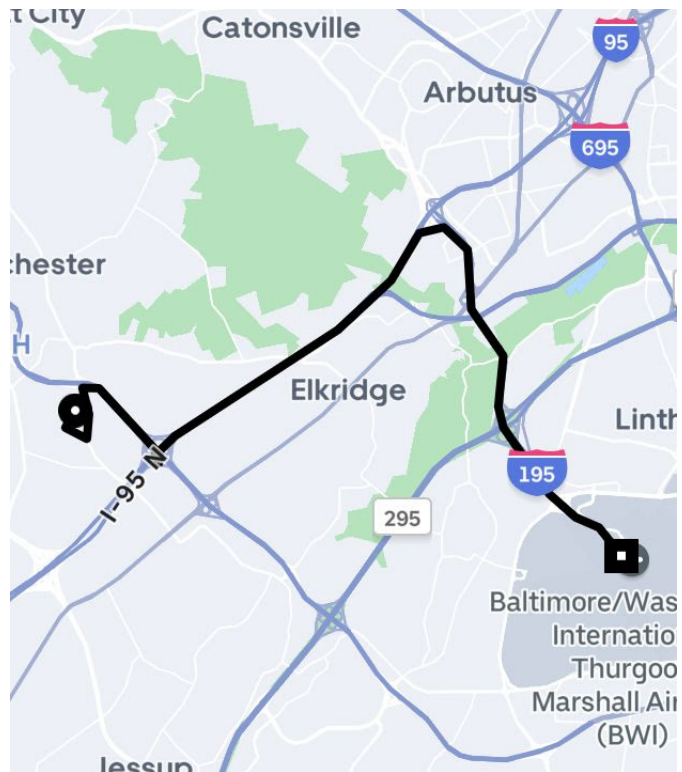 t City
Catonsville
95
Arbutus
695
chester
H
Elkridge
Linth
I-95 N
195
295
Baltimore/Was
Internatio
Thurgoo
Marshall Air
(BWI)
Jessup